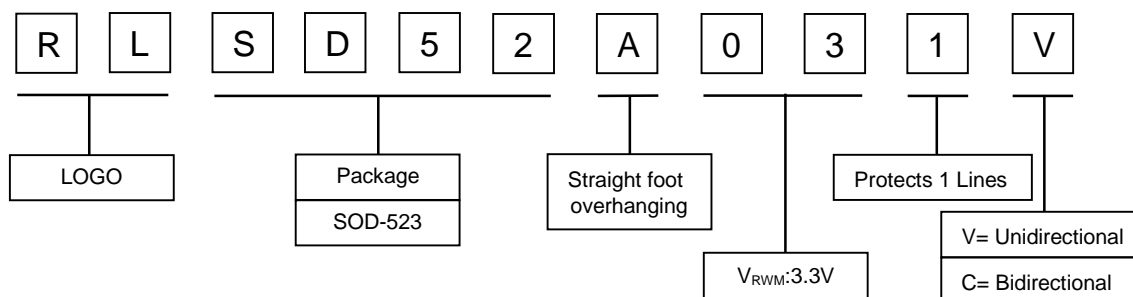 R L S D 5 2 A 0 3 1 V
LOGO
Package
SOD-523
Straight foot
overhanging
VRWM:3.3V
Protects 1 Lines
V= Unidirectional
C= Bidirectional